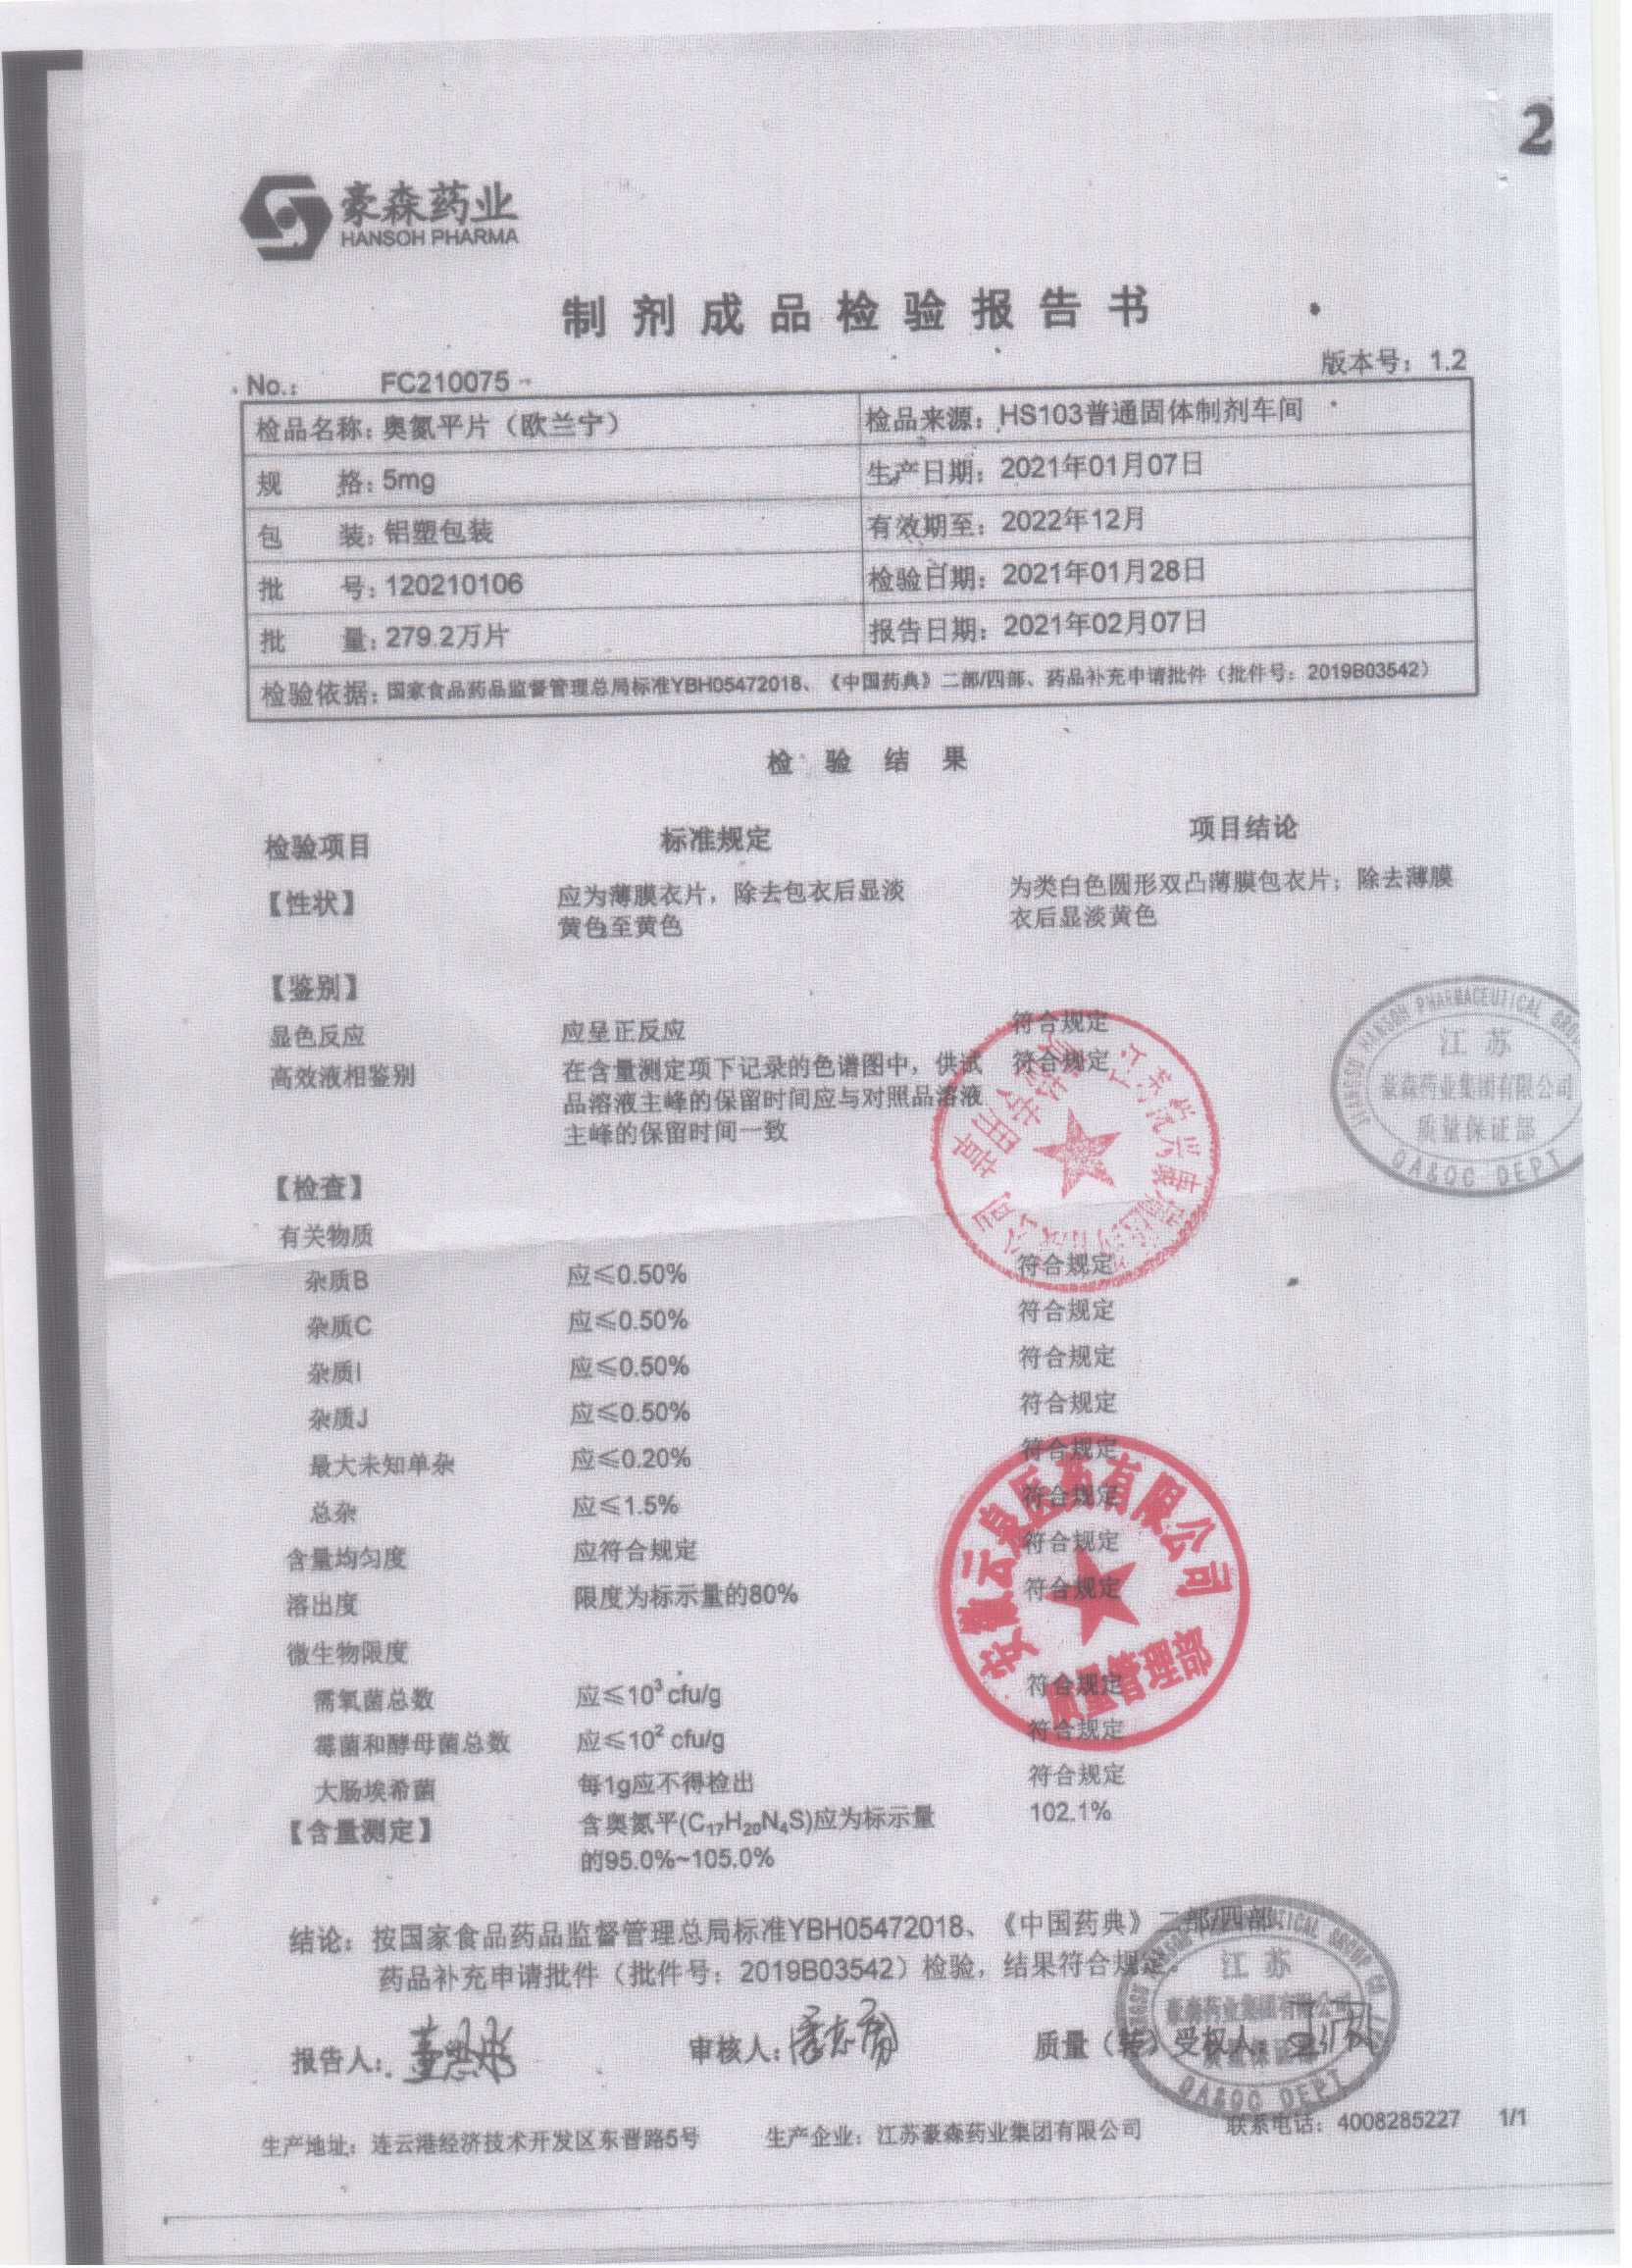 2
豪森药业
HANSOH PHARMA
制剂成品检验报告书
No.: FC210075 版本号：1.2
检品名称：奥氮平片（欧兰宁） 检品来源：HS103普通固体制剂车间
规 格：5mg 生产日期：2021年01月07日
包 装：铝塑包装 有效期至：2022年12月
批 号：120210106 检验日期：2021年01月28日
批 量：279.2万片 报告日期：2021年02月07日
检验依据：国家食品药品监督管理总局标准YBH05472018、《中国药典》二部/四部、药品补充申请批件（批件号：2019B03542）
检 验 结 果
检验项目 标准规定 项目结论
【性状】 应为薄膜衣片，除去包衣后显淡 为类白色圆形双凸薄膜包衣片；除去薄膜
黄色至黄色 衣后显淡黄色
【鉴别】
显色反应 应呈正反应 符合规定
高效液相鉴别 在含量测定项下记录的色谱图中，供试 符合规定
品溶液主峰的保留时间应与对照品溶液
主峰的保留时间一致
JIANGSU HANSOH PHARMACEUTICAL GROUP
江苏
豪森药业集团有限公司
质量保证部
QA&QC DEPT
【检查】
有关物质
杂质B 应≤0.50% 符合规定
杂质C 应≤0.50% 符合规定
杂质I 应≤0.50% 符合规定
杂质J 应≤0.50% 符合规定
最大未知单杂 应≤0.20% 符合规定
总杂 应≤1.5% 符合规定
含量均匀度 应符合规定 符合规定
溶出度 限度为标示量的80% 符合规定
微生物限度
需氧菌总数 应≤10³cfu/g 符合规定
霉菌和酵母菌总数 应≤10² cfu/g 符合规定
大肠埃希菌 每1g应不得检出 符合规定
【含量测定】 含奥氮平(C₁₇H₂₀N₄S)应为标示量 102.1%
的95.0%~105.0%
医药有限公司
质量管理部
结论：按国家食品药品监督管理总局标准YBH05472018、《中国药典》二部/四部、
药品补充申请批件（批件号：2019B03542）检验，结果符合规定。
江苏
豪森药业集团有限公司
质量保证部
QA&QC DEPT
报告人： 审核人： 质量（转）受权人
生产地址：连云港经济技术开发区东晋路5号 生产企业：江苏豪森药业集团有限公司 联系电话：4008285227 1/1